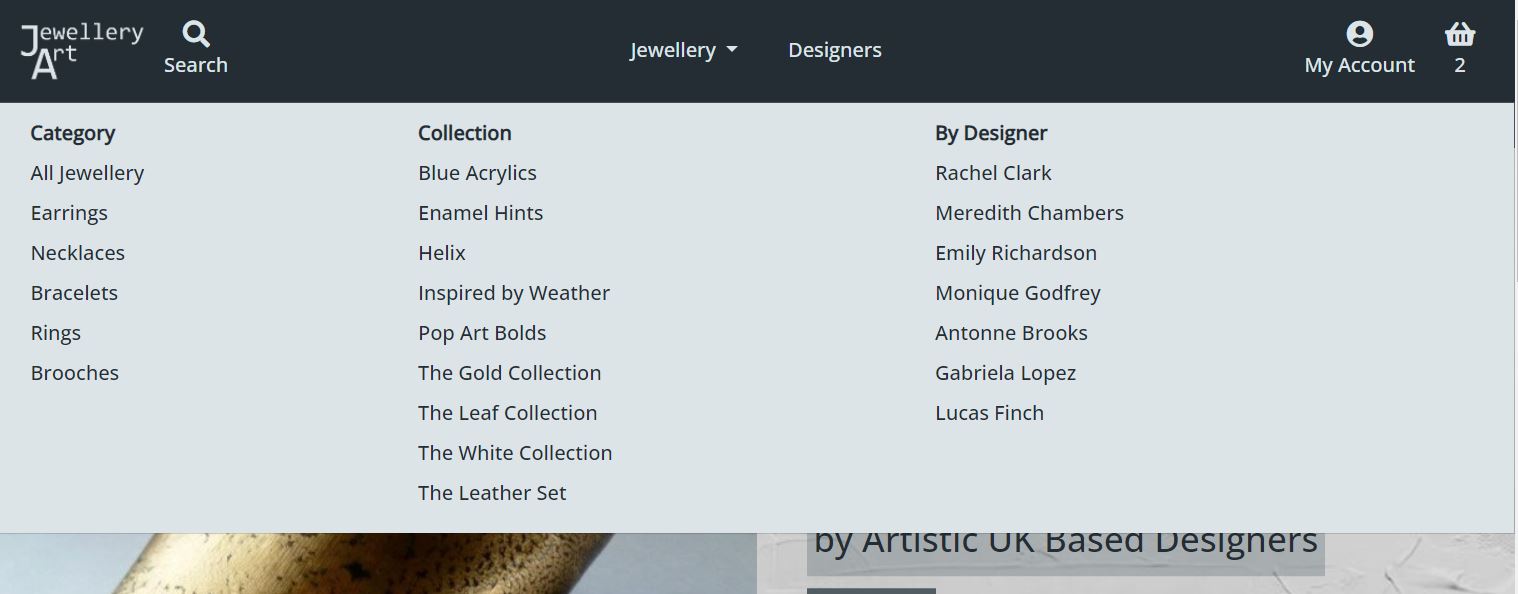 Jewellery
Art
Search
Jewellery
Designers
My Account
2
Category
All Jewellery
Earrings
Necklaces
Bracelets
Rings
Brooches
Collection
Blue Acrylics
Enamel Hints
Helix
Inspired by Weather
Pop Art Bolds
The Gold Collection
The Leaf Collection
The White Collection
The Leather Set
By Designer
Rachel Clark
Meredith Chambers
Emily Richardson
Monique Godfrey
Antonne Brooks
Gabriela Lopez
Lucas Finch
by Artistic UK Based Designers